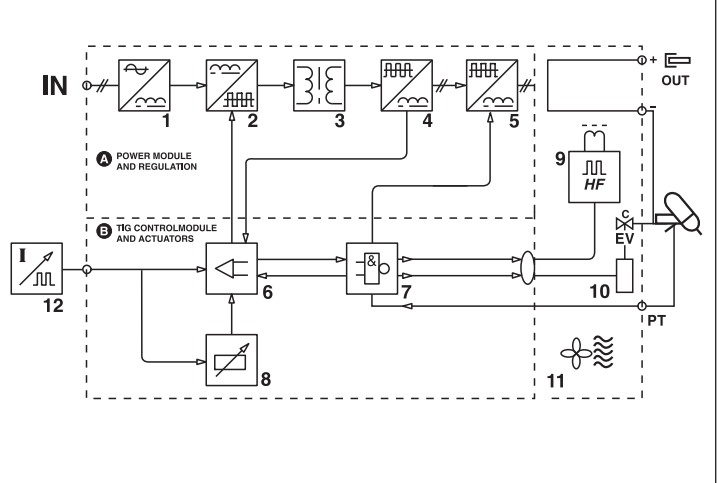 IN
1
2
3
4
5
+
OUT
-
A POWER MODULE
AND REGULATION
9
HF
B TIG CONTROLMODULE
AND ACTUATORS
C
EV
I
12
6
&
7
10
PT
8
11